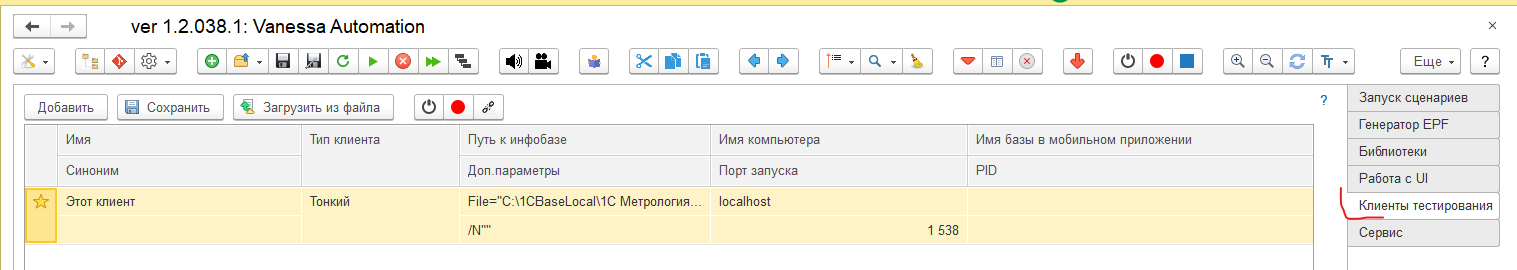 ver 1.2.038.1: Vanessa Automation
Еще ?
Добавить Сохранить Загрузить из файла ?
Имя Тип клиента Путь к инфобазе Имя компьютера Имя базы в мобильном приложении
Синоним Доп.параметры Порт запуска PID
Этот клиент Тонкий File="C:\1CBaseLocal\1С Метрология... localhost
/N"" 1 538
Запуск сценариев
Генератор EPF
Библиотеки
Работа с UI
Клиенты тестирования
Сервис